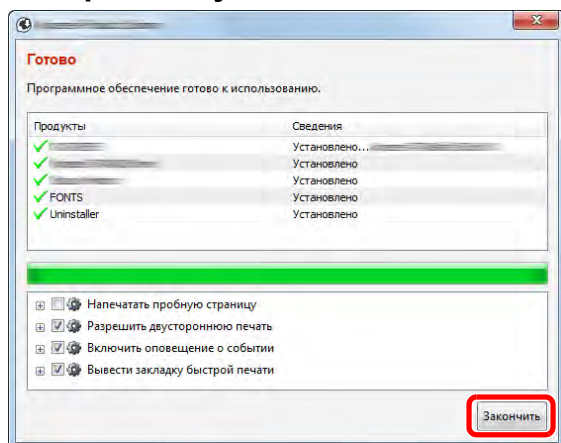 Готово
Программное обеспечение готово к использованию.
Продукты Сведения
Установлено...
Установлено
Установлено
FONTS Установлено
Uninstaller Установлено
Напечатать пробную страницу
Разрешить двустороннюю печать
Включить оповещение о событии
Вывести закладку быстрой печати
Закончить